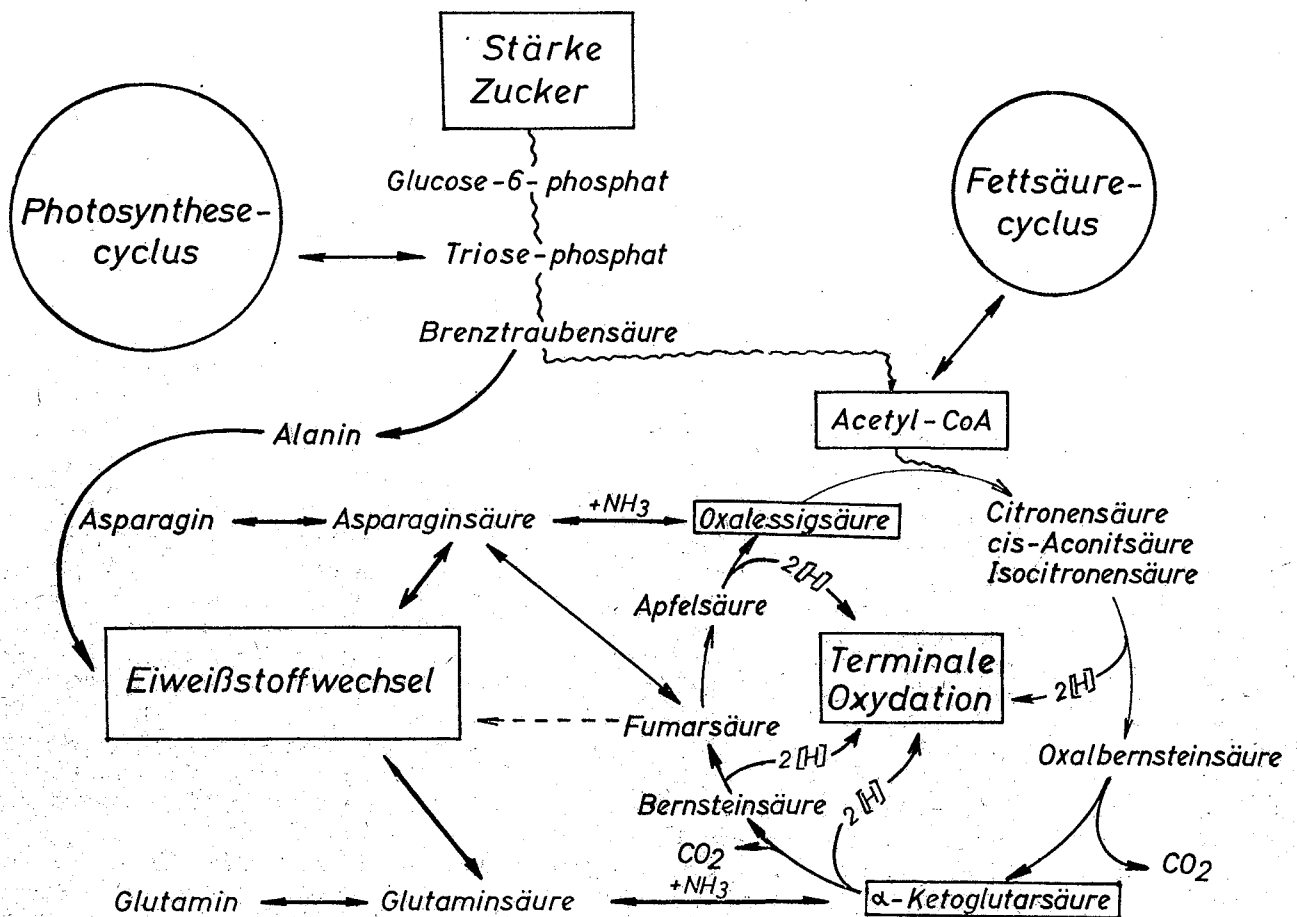 Stärke
Zucker
Glucose-6-phosphat
Photosynthese-
cyclus
Fettsäure-
cyclus
Triose-phosphat
Brenztraubensäure
Acetyl-CoA
Alanin
Asparagin
Asparaginsäure
+NH3
Oxalessigsäure
Citronensäure
cis-Aconitsäure
Isocitronensäure
2[H]
Apfelsäure
Eiweißstoffwechsel
Terminale
Oxydation
2[H]
Fumarsäure
2[H]
Oxalbernsteinsäure
Bernsteinsäure
2[H]
CO2
CO2
Glutamin
Glutaminsäure
+NH3
α-Ketoglutarsäure